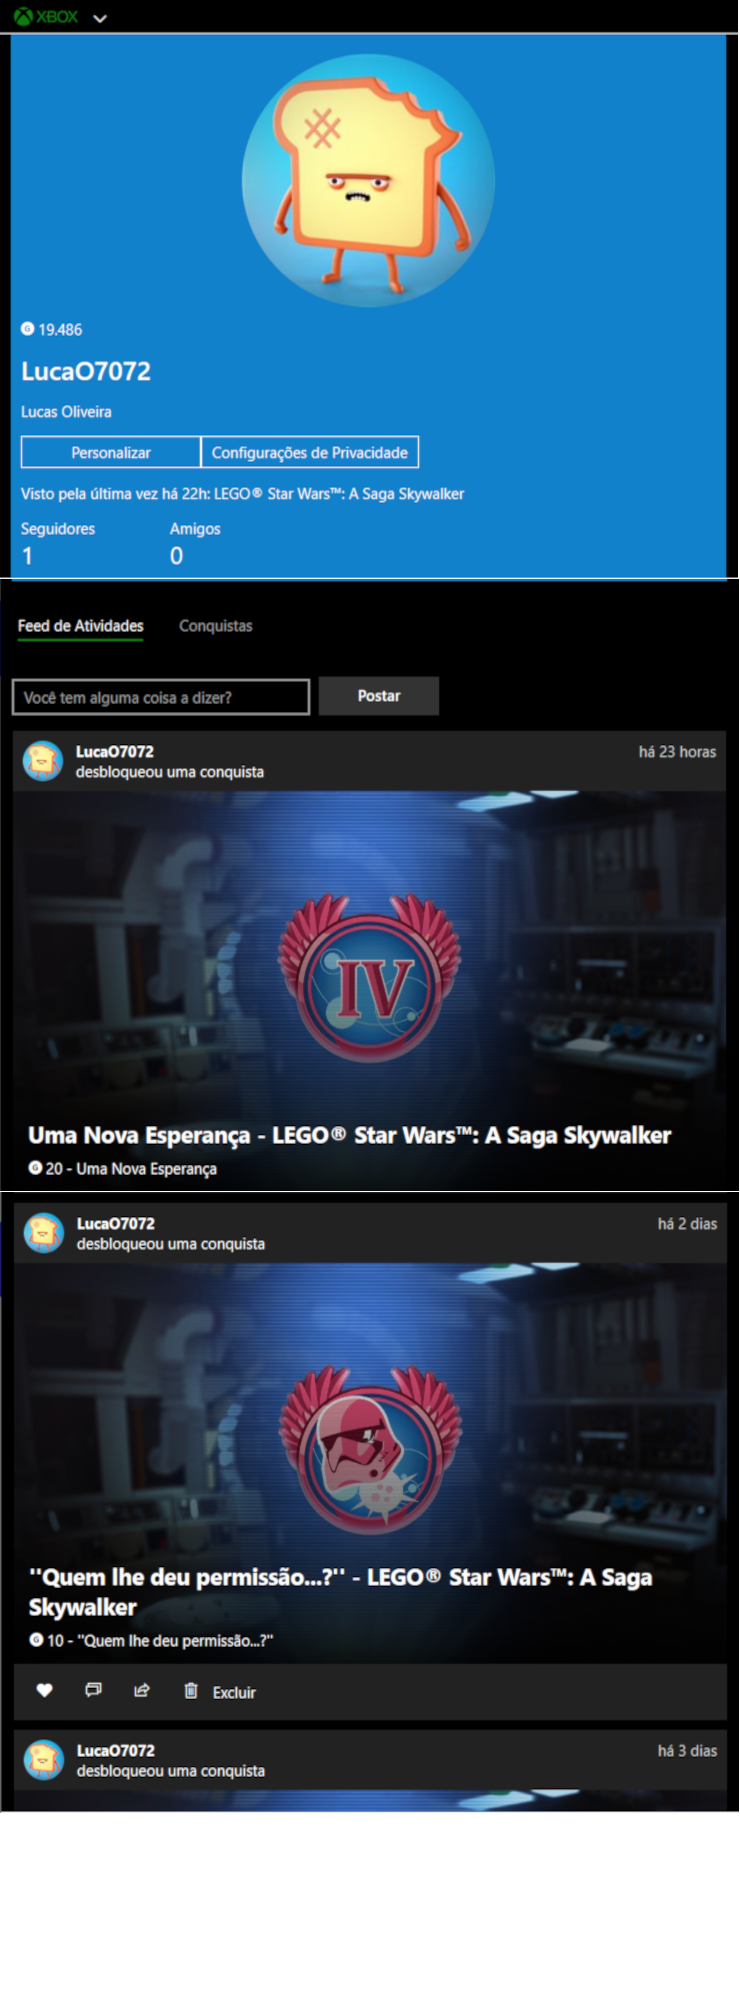 XBOX
G 19.486
LucaO7072
Lucas Oliveira
Personalizar Configurações de Privacidade
Visto pela última vez há 22h: LEGO® Star Wars™: A Saga Skywalker
Seguidores Amigos
1 0
Feed de Atividades Conquistas
Você tem alguma coisa a dizer? Postar
LucaO7072 há 23 horas
desbloqueou uma conquista
IV
Uma Nova Esperança - LEGO® Star Wars™: A Saga Skywalker
G 20 - Uma Nova Esperança
LucaO7072 há 2 dias
desbloqueou uma conquista
''Quem lhe deu permissão...?'' - LEGO® Star Wars™: A Saga
Skywalker
G 10 - ''Quem lhe deu permissão...?''
Excluir
LucaO7072 há 3 dias
desbloqueou uma conquista